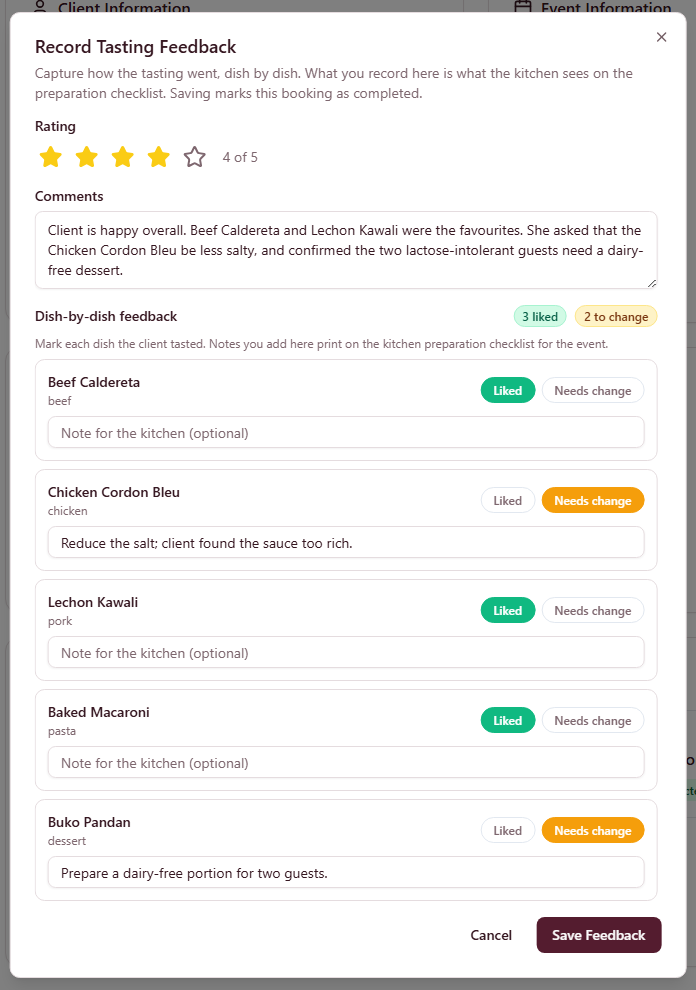 Client Information
Event Information
Record Tasting Feedback
Capture how the tasting went, dish by dish. What you record here is what the kitchen sees on the
preparation checklist. Saving marks this booking as completed.
Rating
4 of 5
Comments
Client is happy overall. Beef Caldereta and Lechon Kawali were the favourites. She asked that the
Chicken Cordon Bleu be less salty, and confirmed the two lactose-intolerant guests need a dairy-
free dessert.
Dish-by-dish feedback
3 liked
2 to change
Mark each dish the client tasted. Notes you add here print on the kitchen preparation checklist for the event.
Beef Caldereta
beef
Liked
Needs change
Note for the kitchen (optional)
Chicken Cordon Bleu
chicken
Liked
Needs change
Reduce the salt; client found the sauce too rich.
Lechon Kawali
pork
Liked
Needs change
Note for the kitchen (optional)
Baked Macaroni
pasta
Liked
Needs change
Note for the kitchen (optional)
Buko Pandan
dessert
Liked
Needs change
Prepare a dairy-free portion for two guests.
Cancel
Save Feedback